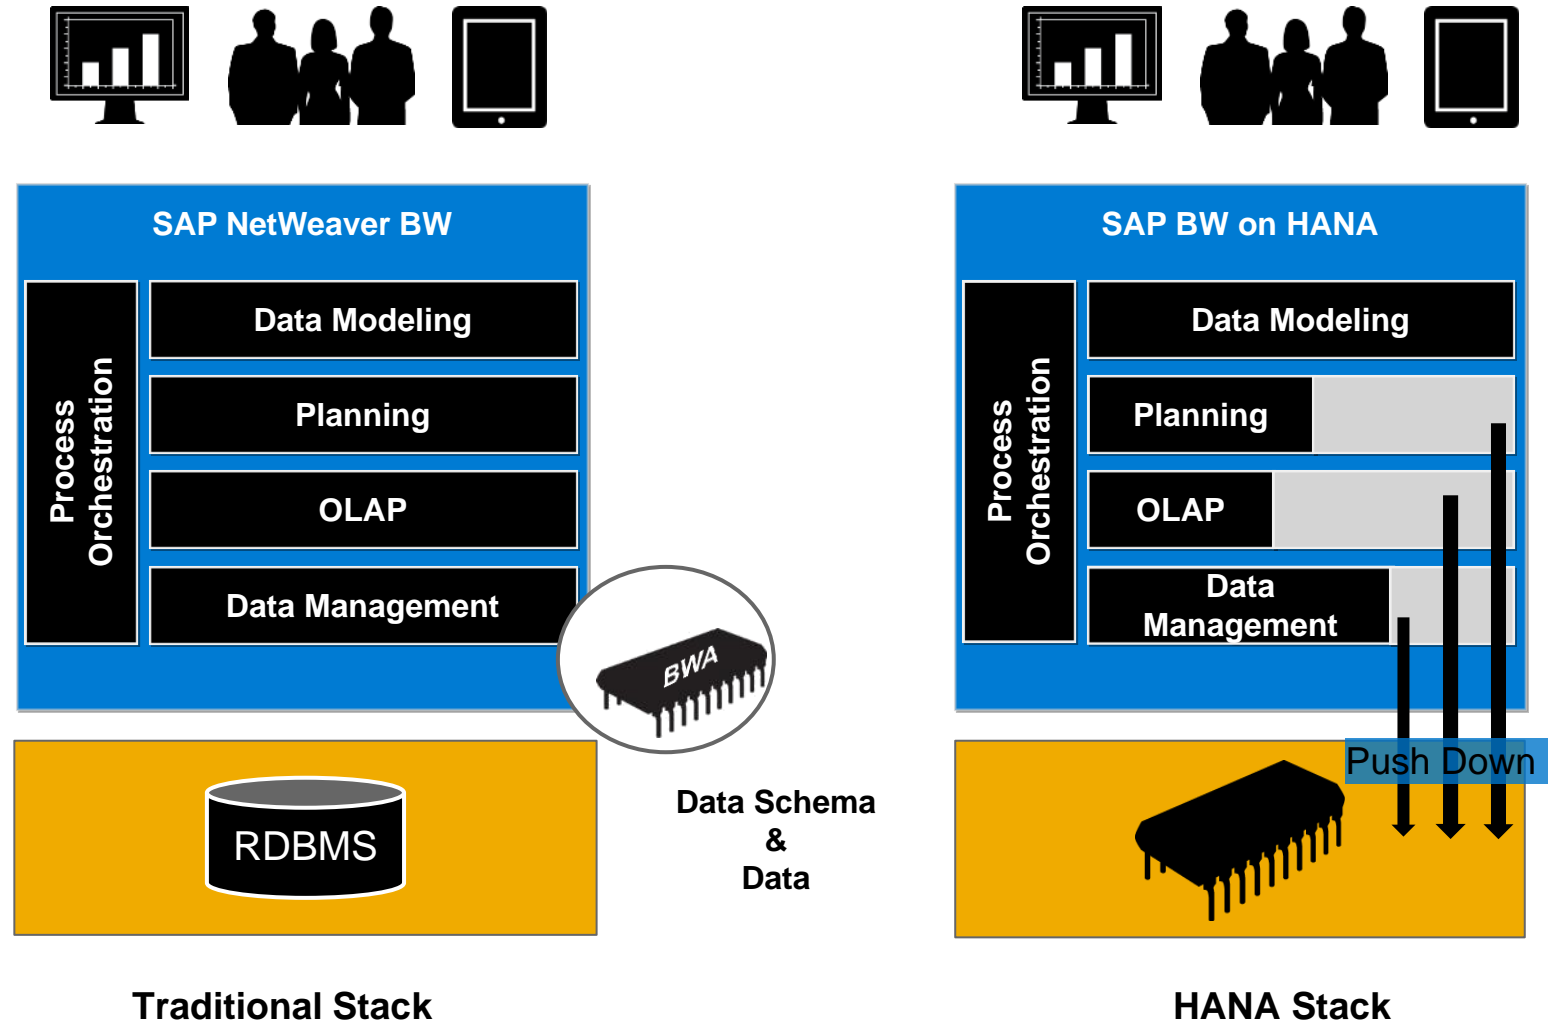 SAP NetWeaver BW
Process
Orchestration
Data Modeling
Planning
OLAP
Data Management
BWA
RDBMS
Traditional Stack
Data Schema
&
Data
SAP BW on HANA
Process
Orchestration
Data Modeling
Planning
OLAP
Data
Management
Push Down
HANA Stack